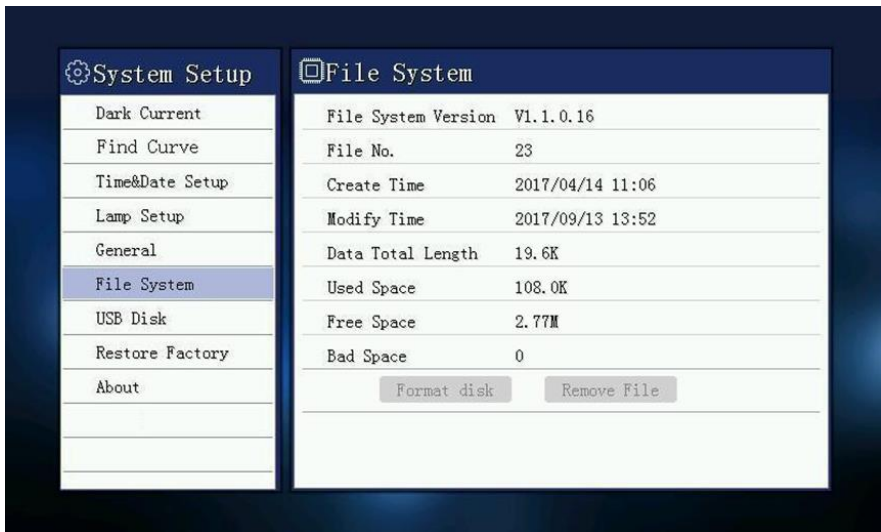 System Setup
Dark Current
Find Curve
Time&Date Setup
Lamp Setup
General
File System
USB Disk
Restore Factory
About
File System
File System Version V1.1.0.16
File No. 23
Create Time 2017/04/14 11:06
Modify Time 2017/09/13 13:52
Data Total Length 19.6K
Used Space 108.0K
Free Space 2.77M
Bad Space 0
Format disk Remove File